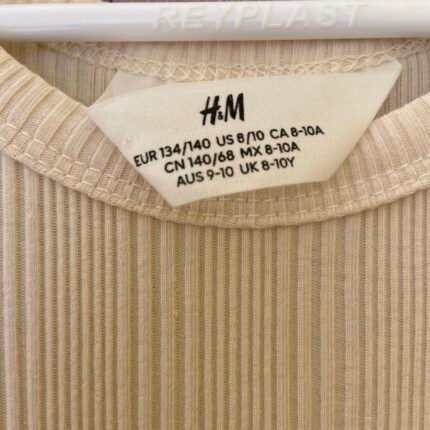 REYPLAST
H&M
EUR 134/140 US 8/10 CA 8-10A
CN 140/68 MX 8-10A
AUS 9-10 UK 8-10Y